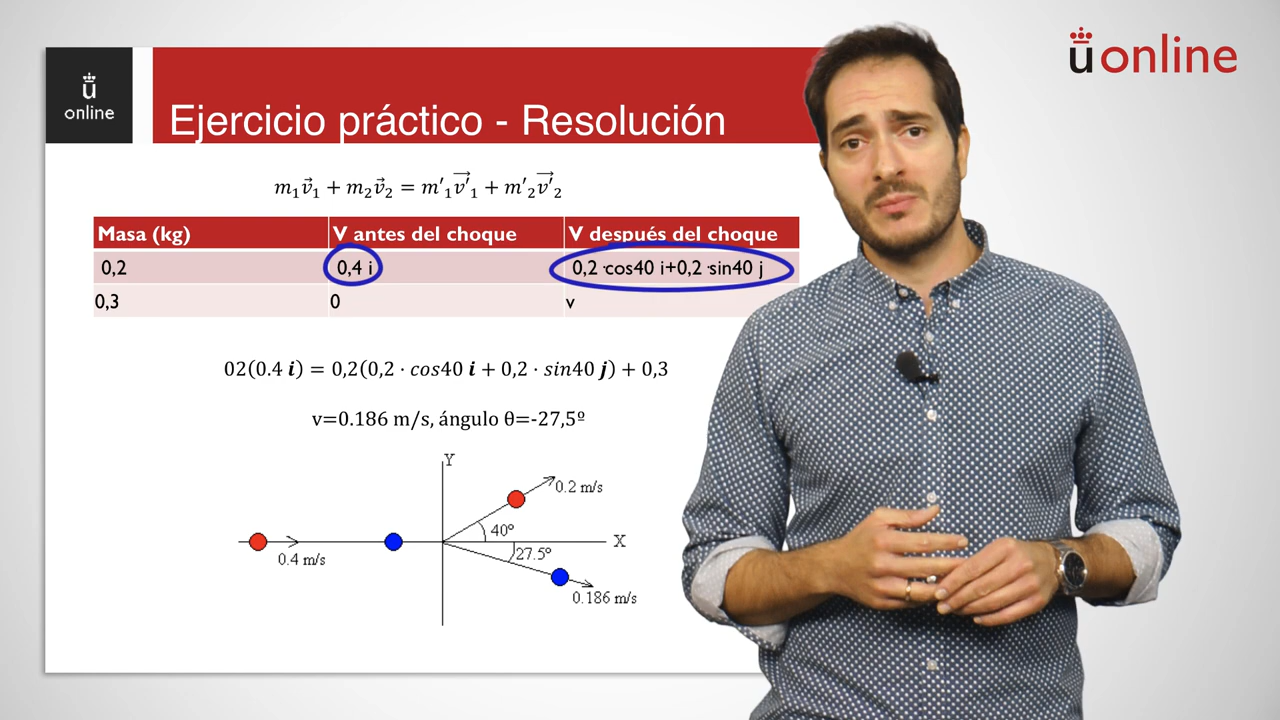 ū online
ū
online
Ejercicio práctico - Resolución
m₁v⃗₁ + m₂v⃗₂ = m′₁v⃗′₁ + m′₂v⃗′₂
Masa (kg) V antes del choque V después del choque
0,2 0,4 i 0,2 ·cos40 i+0,2 ·sin40 j
0,3 0 v
02(0.4 i) = 0,2(0,2 · cos40 i + 0,2 · sin40 j) + 0,3
v=0.186 m/s, ángulo θ=-27,5º
Y
0.2 m/s
40º
X
0.4 m/s
27.5º
0.186 m/s